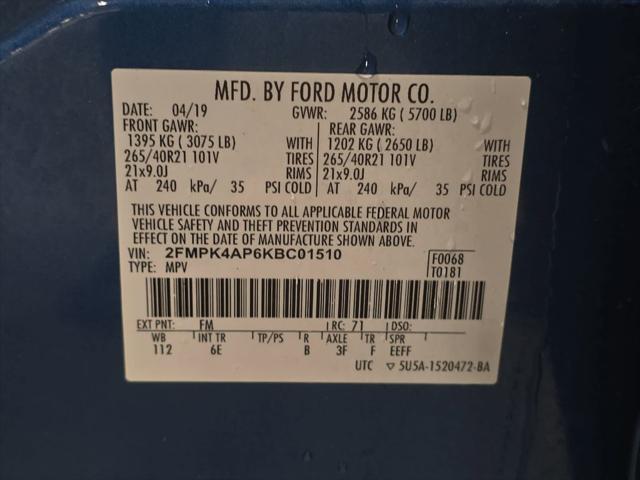 MFD. BY FORD MOTOR CO.
DATE: 04/19 GVWR: 2586 KG ( 5700 LB)
FRONT GAWR: REAR GAWR:
1395 KG ( 3075 LB) WITH 1202 KG ( 2650 LB) WITH
265/40R21 101V TIRES 265/40R21 101V TIRES
21x9.0J RIMS 21x9.0J RIMS
AT 240 kPa/ 35 PSI COLD AT 240 kPa/ 35 PSI COLD
THIS VEHICLE CONFORMS TO ALL APPLICABLE FEDERAL MOTOR
VEHICLE SAFETY AND THEFT PREVENTION STANDARDS IN
EFFECT ON THE DATE OF MANUFACTURE SHOWN ABOVE.
VIN: 2FMPK4AP6KBC01510 F0068
TYPE: MPV T0181
EXT PNT: FM RC: 71 DSO:
WB INT TR TP/PS R AXLE TR SPR
112 6E B 3F F EEFF
UTC ▽ 5U5A-1520472-BA